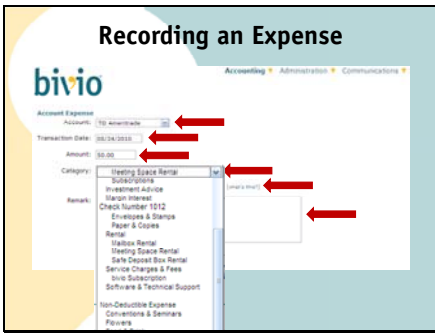 Recording an Expense
bivio
Accounting Administration Communications
Account Expense
Account: TD Ameritrade
Transaction Date: 03/24/2010
Amount: 50.00
Category: Meeting Space Rental
Subscriptions
[what's this?]
Investment Advice
Margin Interest
Remark:
Check Number 1012
Envelopes & Stamps
Paper & Copies
Rental
Mailbox Rental
Meeting Space Rental
Safe Deposit Box Rental
Service Charges & Fees
bivio Subscription
Software & Technical Support
Non-Deductible Expense
Conventions & Seminars
Flowers